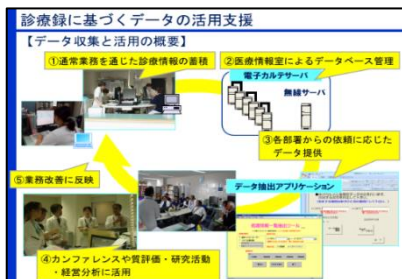 診療録に基づくデータの活用支援
【データ収集と活用の概要】
①通常業務を通じた診療情報の蓄積
②医療情報室によるデータベース管理
電子カルテサーバ
無線サーバ
③各部署からの依頼に応じた
データ提供
データ抽出アプリケーション
⑤業務改善に反映
④カンファレンスや質評価・研究活動
・経営分析に活用